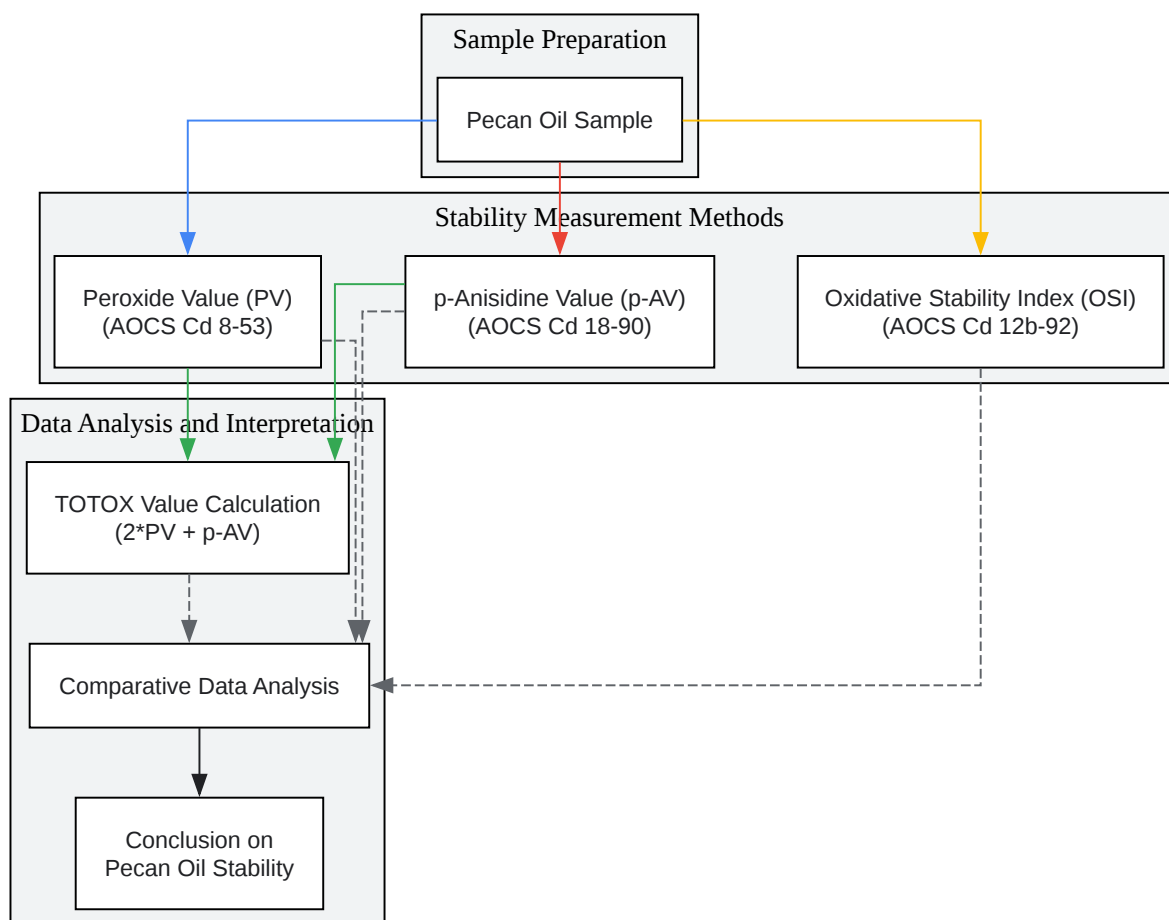 Sample Preparation
Pecan Oil Sample
Stability Measurement Methods
Peroxide Value (PV)
(AOCS Cd 8-53)
p-Anisidine Value (p-AV)
(AOCS Cd 18-90)
Oxidative Stability Index (OSI)
(AOCS Cd 12b-92)
Data Analysis and Interpretation
TOTOX Value Calculation
(2*PV + p-AV)
Comparative Data Analysis
Conclusion on
Pecan Oil Stability